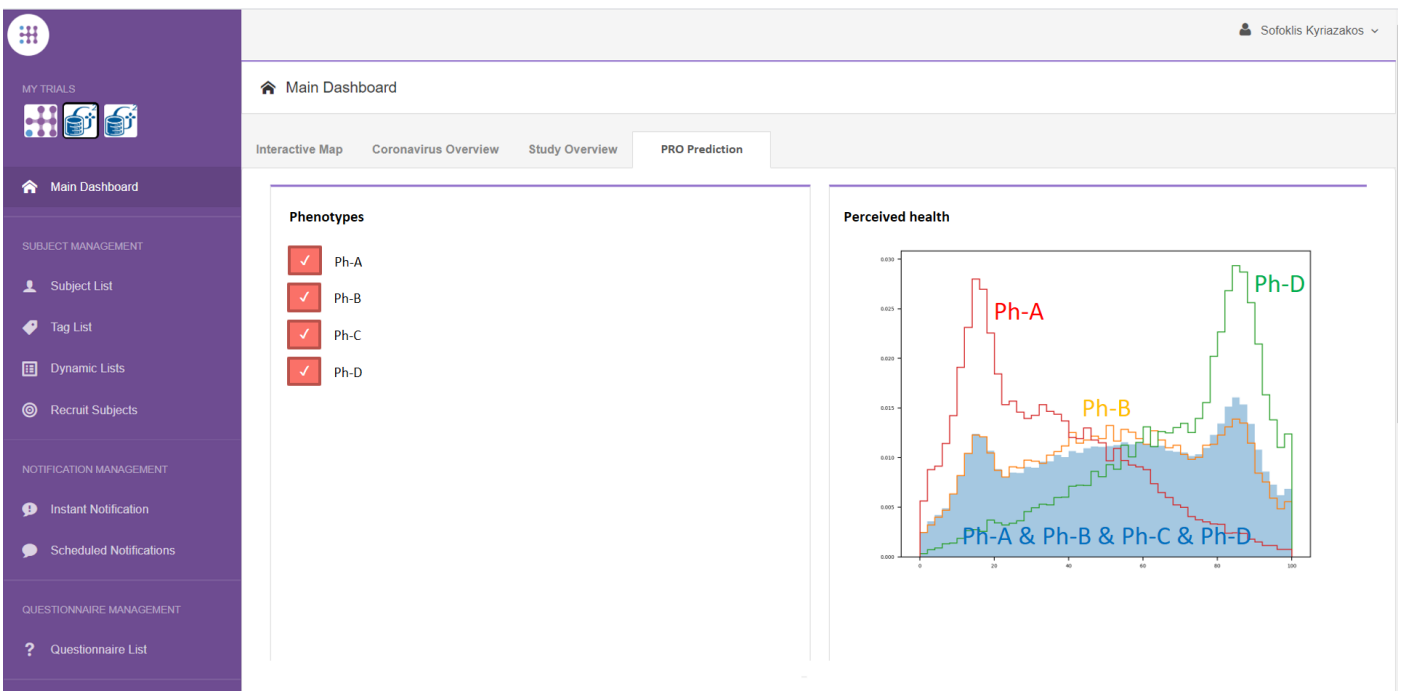 Sofoklis Kyriazakos
MY TRIALS
Main Dashboard
Interactive Map Coronavirus Overview Study Overview PRO Prediction
Main Dashboard
SUBJECT MANAGEMENT
Subject List
Tag List
Dynamic Lists
Recruit Subjects
NOTIFICATION MANAGEMENT
Instant Notification
Scheduled Notifications
QUESTIONNAIRE MANAGEMENT
? Questionnaire List
Phenotypes
Ph-A
Ph-B
Ph-C
Ph-D
Perceived health
0.030
0.025
0.020
0.015
0.010
0.005
0.000
Ph-A
Ph-D
Ph-B
Ph-A & Ph-B & Ph-C & Ph-D
0 20 40 60 80 100